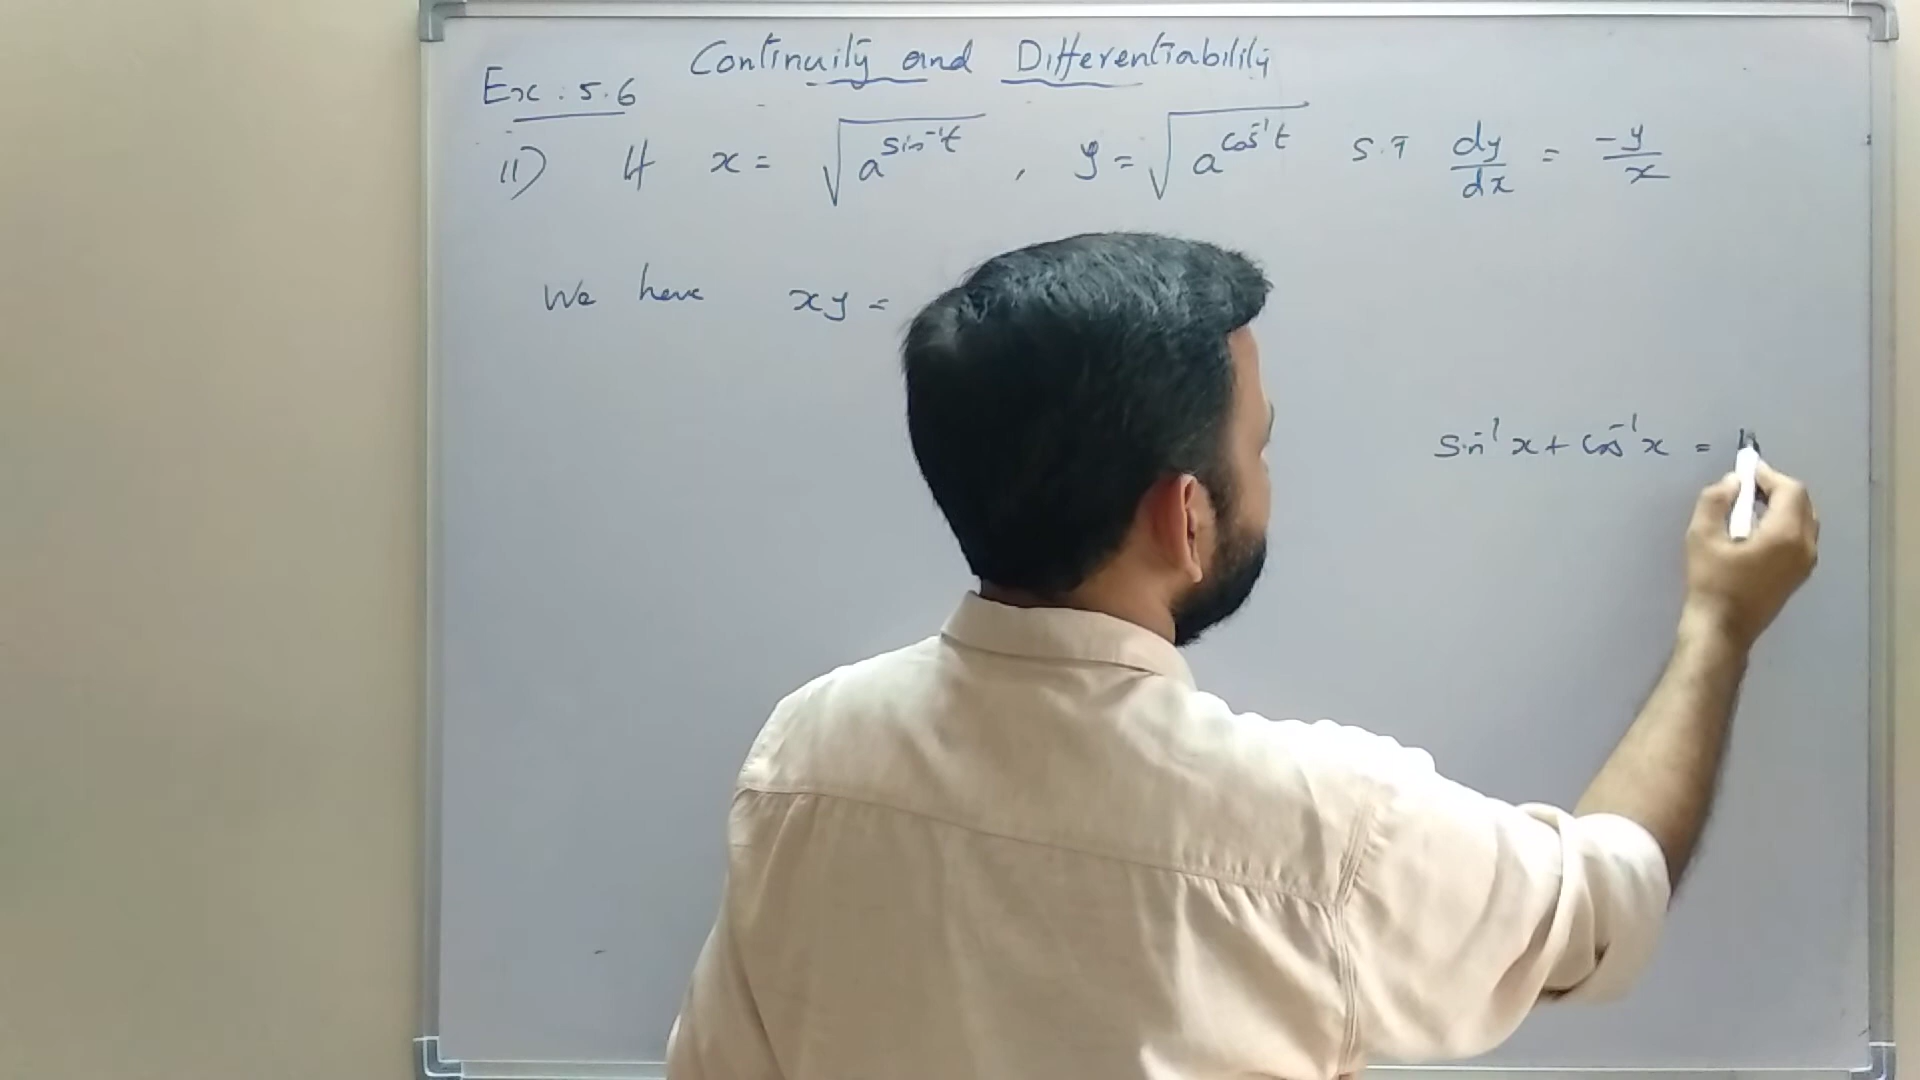 Continuity and Differentiability
Ex: 5.6
11) If x = √(a^(sin⁻¹t)) , y = √(a^(cos⁻¹t)) S.T dy/dx = -y/x
We have xy =
sin⁻¹x + cos⁻¹x =